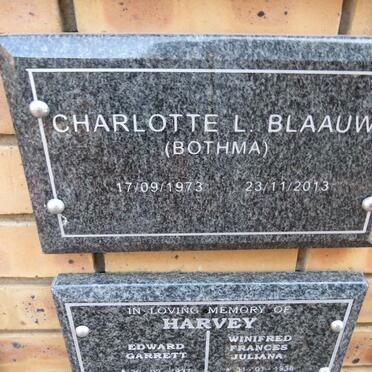 CHARLOTTE L. BLAAUW
(BOTHMA)
17/09/1973 23/11/2013
IN LOVING MEMORY OF
HARVEY
EDWARD
GARRETT
WINIFRED
FRANCES
JULIANA